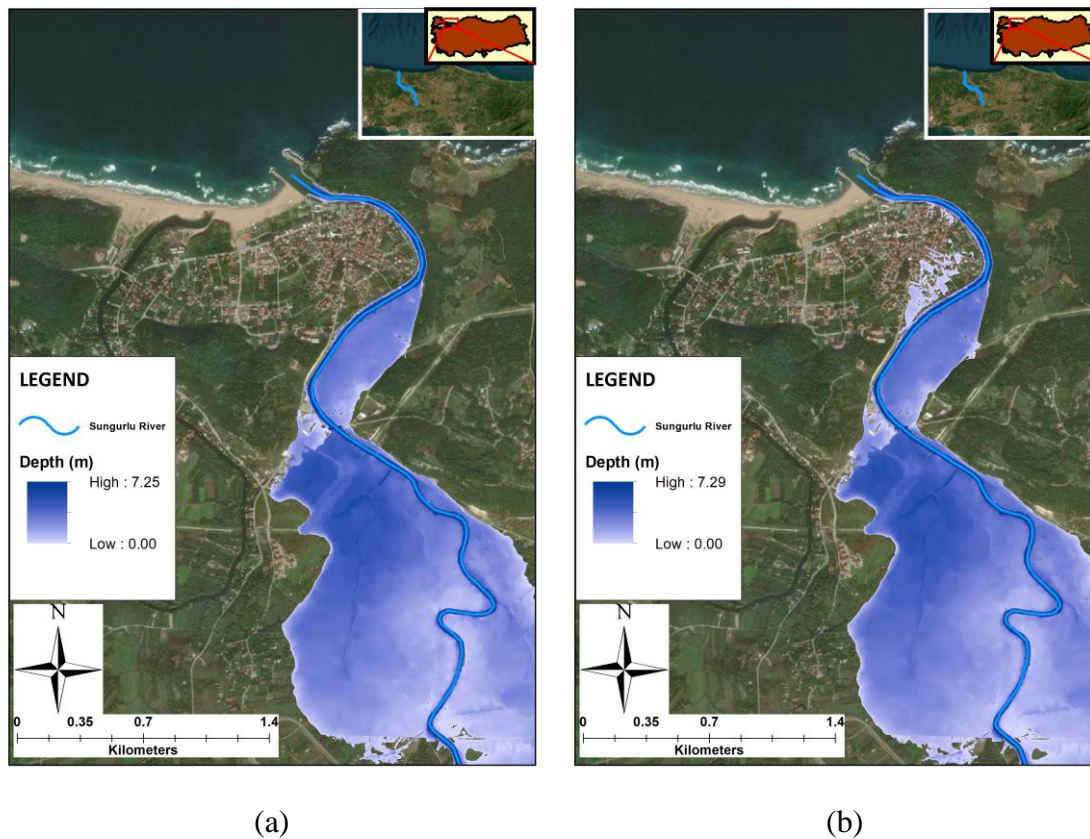 LEGEND
Sungurlu River
Depth (m)
High : 7.25
Low : 0.00
N
0 0.35 0.7 1.4
Kilometers
(a)
LEGEND
Sungurlu River
Depth (m)
High : 7.29
Low : 0.00
N
0 0.35 0.7 1.4
Kilometers
(b)